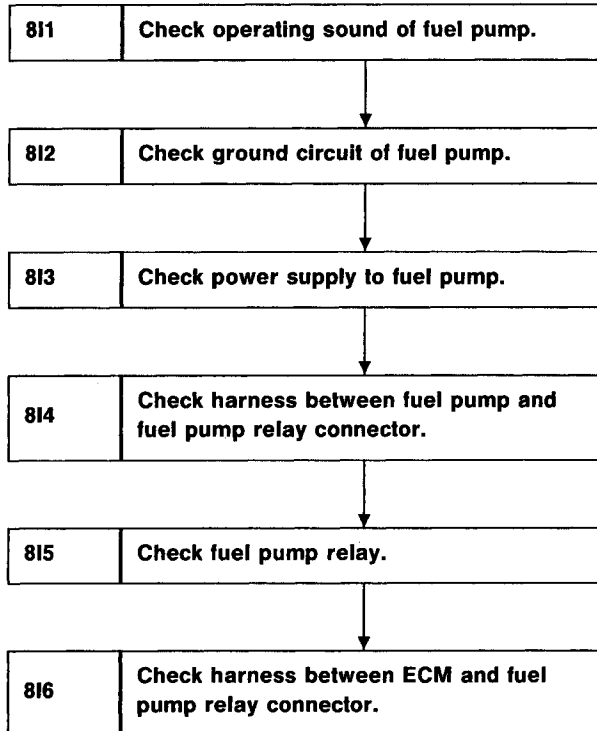 8I1 Check operating sound of fuel pump.
8I2 Check ground circuit of fuel pump.
8I3 Check power supply to fuel pump.
8I4 Check harness between fuel pump and
fuel pump relay connector.
8I5 Check fuel pump relay.
8I6 Check harness between ECM and fuel
pump relay connector.